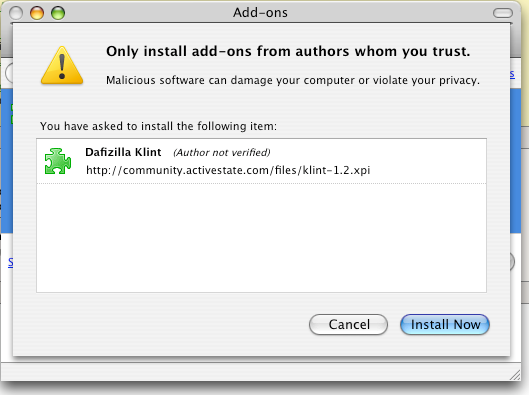 Add-ons
Only install add-ons from authors whom you trust.
Malicious software can damage your computer or violate your privacy.
You have asked to install the following item:
Dafizilla Klint (Author not verified)
http://community.activestate.com/files/klint-1.2.xpi
Cancel Install Now